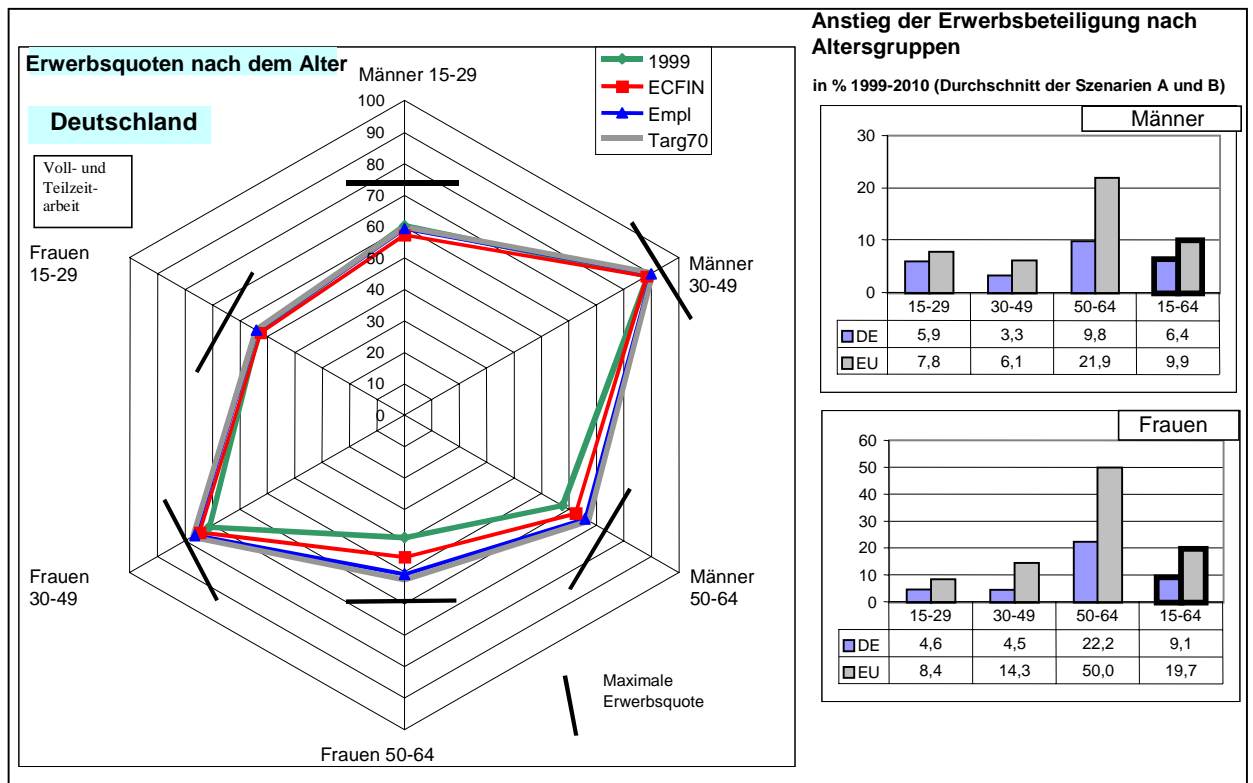 Erwerbsquoten nach dem Alter
Deutschland
Voll- und
Teilzeit-
arbeit
1999
ECFIN
Empl
Targ70
Männer 15-29
100
90
80
70
60
50
40
30
20
10
0
Männer
30-49
Männer
50-64
Frauen 50-64
Frauen
30-49
Frauen
15-29
Maximale
Erwerbsquote
Anstieg der Erwerbsbeteiligung nach
Altersgruppen
in % 1999-2010 (Durchschnitt der Szenarien A und B)
Männer
30
20
10
0
15-29 30-49 50-64 15-64
DE 5,9 3,3 9,8 6,4
EU 7,8 6,1 21,9 9,9
Frauen
60
50
40
30
20
10
0
15-29 30-49 50-64 15-64
DE 4,6 4,5 22,2 9,1
EU 8,4 14,3 50,0 19,7